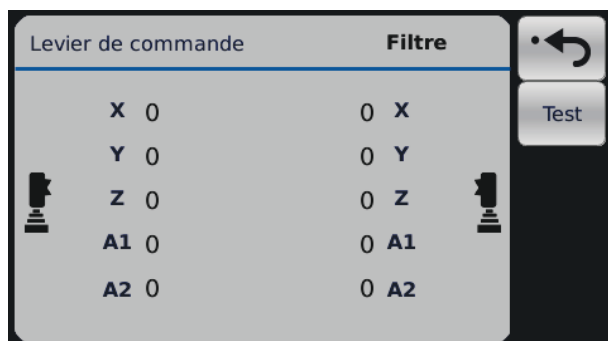 Levier de commande Filtre
X 0 0 X
Y 0 0 Y
Z 0 0 Z
A1 0 0 A1
A2 0 0 A2
Test